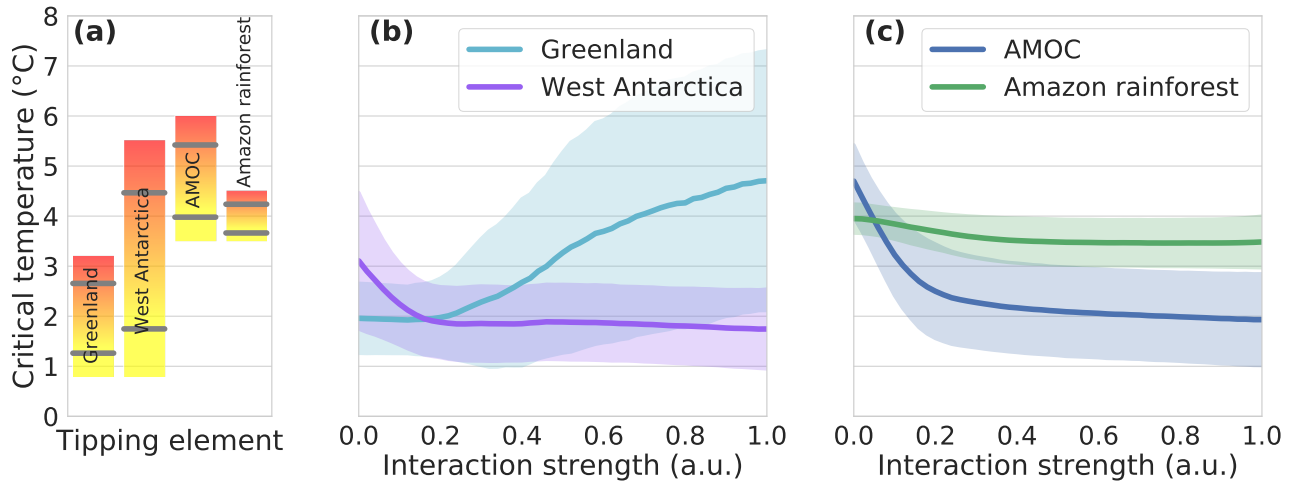 (a)
(b)
(c)
Critical temperature (°C)
8
7
6
5
4
3
2
1
0
Greenland
West Antarctica
AMOC
Amazon rainforest
Tipping element
Greenland
West Antarctica
0.0 0.2 0.4 0.6 0.8 1.0
Interaction strength (a.u.)
AMOC
Amazon rainforest
0.0 0.2 0.4 0.6 0.8 1.0
Interaction strength (a.u.)